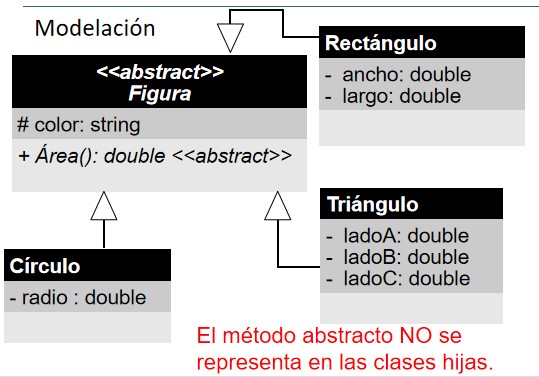 Modelación
<<abstract>>
Figura
# color: string
+ Área(): double <<abstract>>
Rectángulo
- ancho: double
- largo: double
Triángulo
- ladoA: double
- ladoB: double
- ladoC: double
Círculo
- radio : double
El método abstracto NO se
representa en las clases hijas.